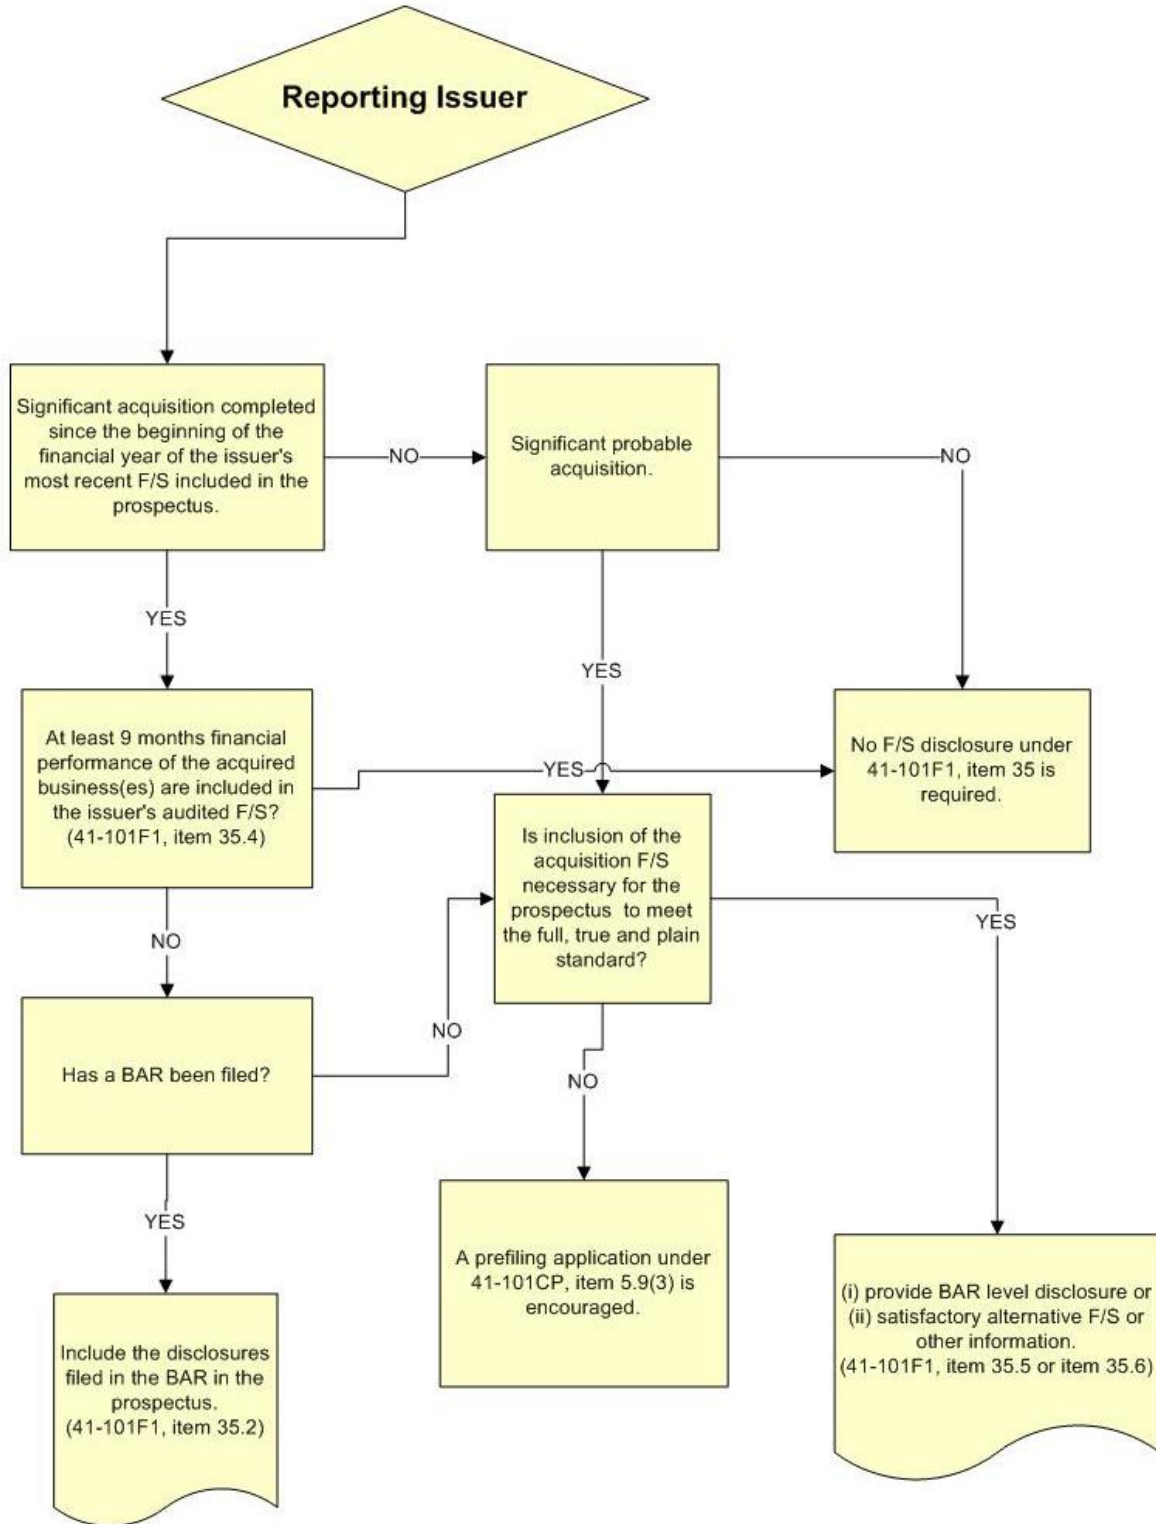 Reporting Issuer
Significant acquisition completed
since the beginning of the
financial year of the issuer's
most recent F/S included in the
prospectus.
NO
Significant probable
acquisition.
NO
YES
YES
At least 9 months financial
performance of the acquired
business(es) are included in
the issuer's audited F/S?
(41-101F1, item 35.4)
YES
No F/S disclosure under
41-101F1, item 35 is
required.
Is inclusion of the
acquisition F/S
necessary for the
prospectus to meet
the full, true and plain
standard?
YES
NO
Has a BAR been filed?
NO
NO
YES
A prefiling application under
41-101CP, item 5.9(3) is
encouraged.
(i) provide BAR level disclosure or
(ii) satisfactory alternative F/S or
other information.
(41-101F1, item 35.5 or item 35.6)
Include the disclosures
filed in the BAR in the
prospectus.
(41-101F1, item 35.2)